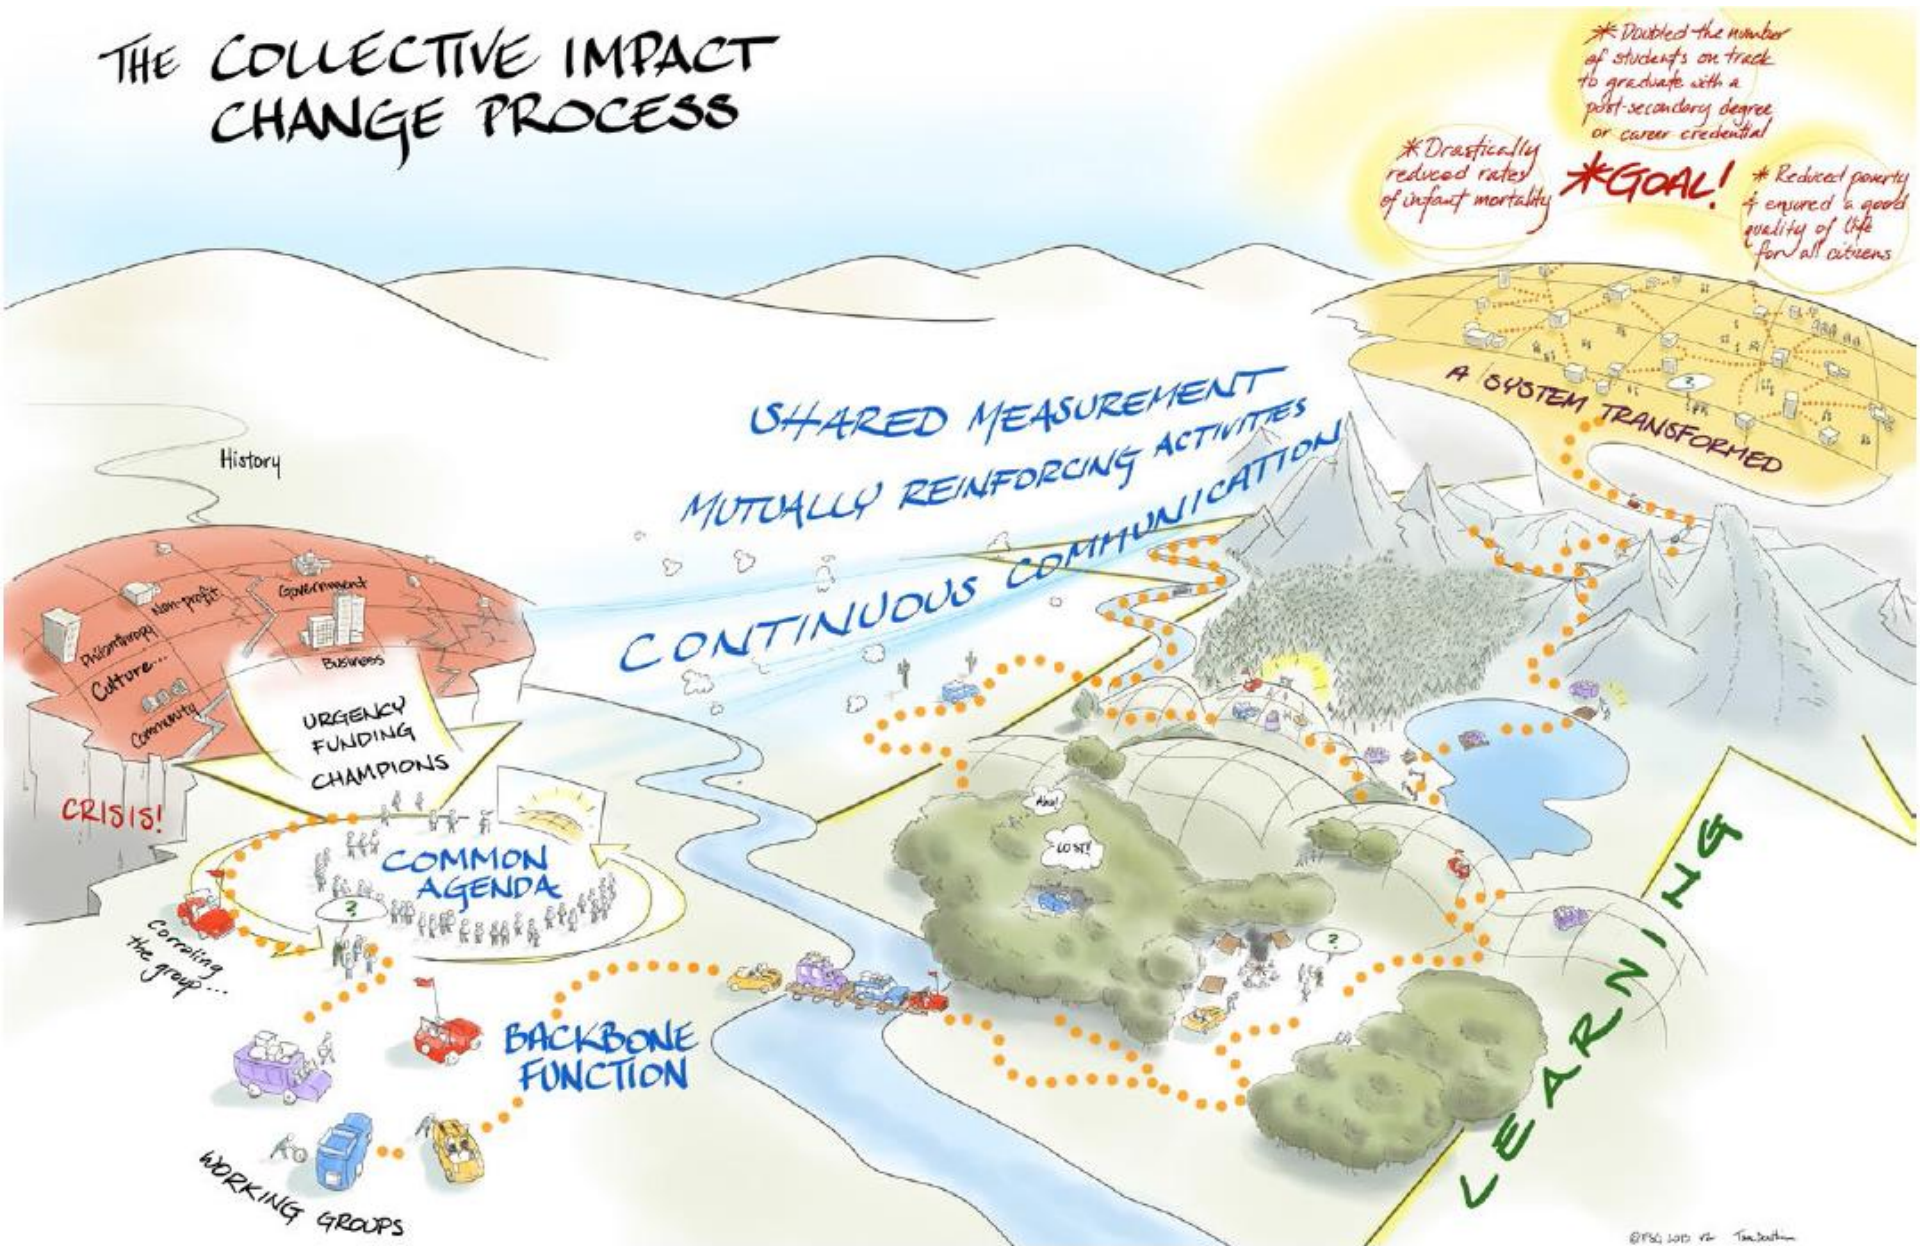 THE COLLECTIVE IMPACT
CHANGE PROCESS
* Doubled the number
of students on track
to graduate with a
post-secondary degree
or career credential
* Drastically
reduced rates
of infant mortality
*GOAL!
* Reduced poverty
& ensured a good
quality of life
for all citizens
A SYSTEM TRANSFORMED
?
SHARED MEASUREMENT
MUTUALLY REINFORCING ACTIVITIES
CONTINUOUS COMMUNICATION
History
Non-profit
Government
Philanthropy
Business
Culture...
Community
URGENCY
FUNDING
CHAMPIONS
CRISIS!
COMMON
AGENDA
?
Corraling
the group...
BACKBONE
FUNCTION
WORKING GROUPS
Aha!
LOST!
?
LEARNING
©FSG